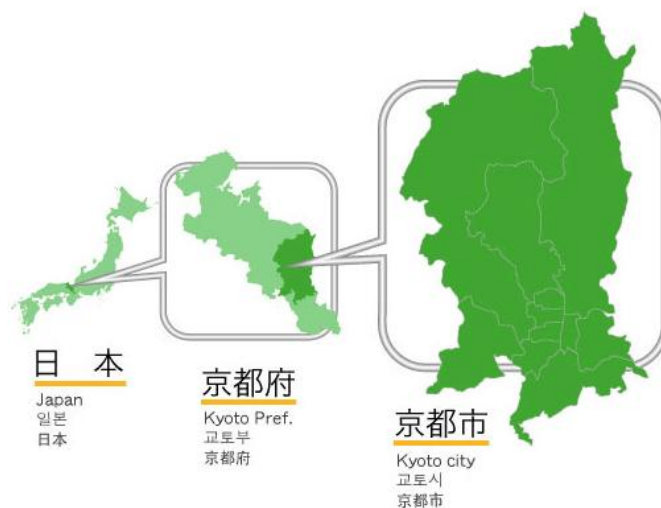 日　本
Japan
일본
日本
京都府
Kyoto Pref.
교토부
京都府
京都市
Kyoto city
교토시
京都市